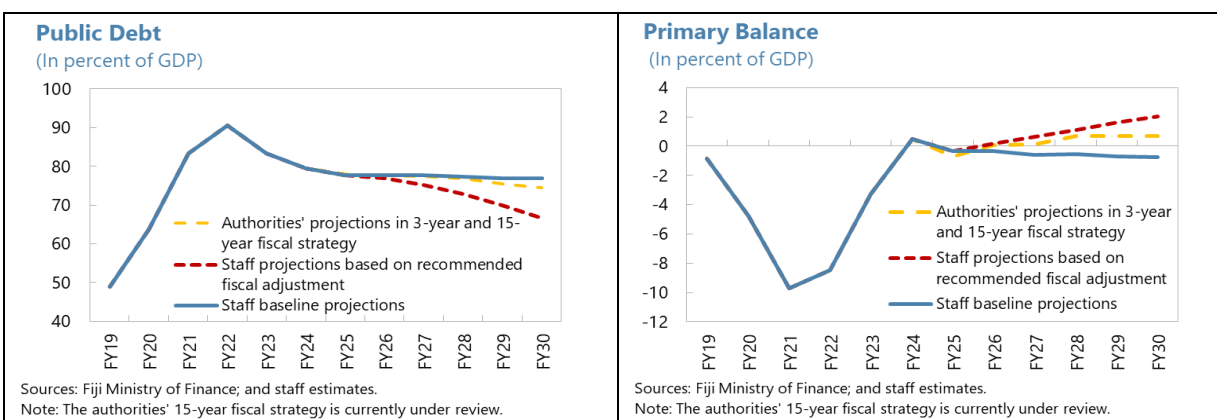 Public Debt
(In percent of GDP)
100
90
80
70
60
50
40
Authorities' projections in 3-year and 15-
year fiscal strategy
Staff projections based on recommended
fiscal adjustment
Staff baseline projections
FY19
FY20
FY21
FY22
FY23
FY24
FY25
FY26
FY27
FY28
FY29
FY30
Sources: Fiji Ministry of Finance; and staff estimates.
Note: The authorities' 15-year fiscal strategy is currently under review.
Primary Balance
(In percent of GDP)
4
2
0
-2
-4
-6
-8
-10
-12
Authorities' projections in 3-year
and 15-year fiscal strategy
Staff projections based on
recommended fiscal adjustment
Staff baseline projections
FY19
FY20
FY21
FY22
FY23
FY24
FY25
FY26
FY27
FY28
FY29
FY30
Sources: Fiji Ministry of Finance; and staff estimates.
Note: The authorities' 15-year fiscal strategy is currently under review.